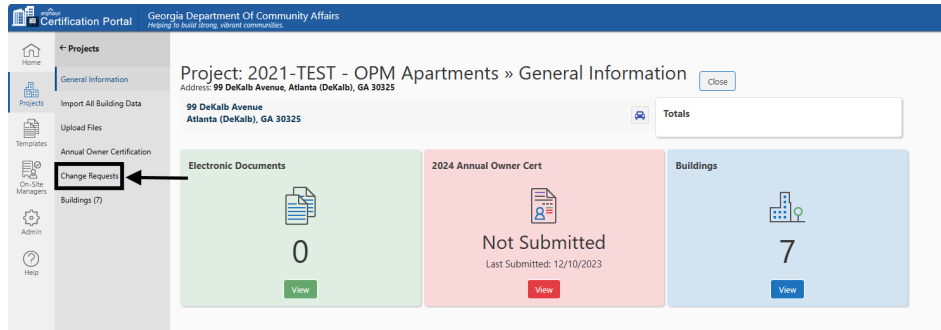 emphasys
Certification Portal
Georgia Department Of Community Affairs
Helping to build strong, vibrant communities.
Home
Projects
Templates
On-Site
Managers
Admin
Help
← Projects
General Information
Import All Building Data
Upload Files
Annual Owner Certification
Change Requests
Buildings (7)
Project: 2021-TEST - OPM Apartments » General Information
Close
Address: 99 DeKalb Avenue, Atlanta (DeKalb), GA 30325
99 DeKalb Avenue
Atlanta (DeKalb), GA 30325
Totals
Electronic Documents
0
View
2024 Annual Owner Cert
Not Submitted
Last Submitted: 12/10/2023
View
Buildings
7
View